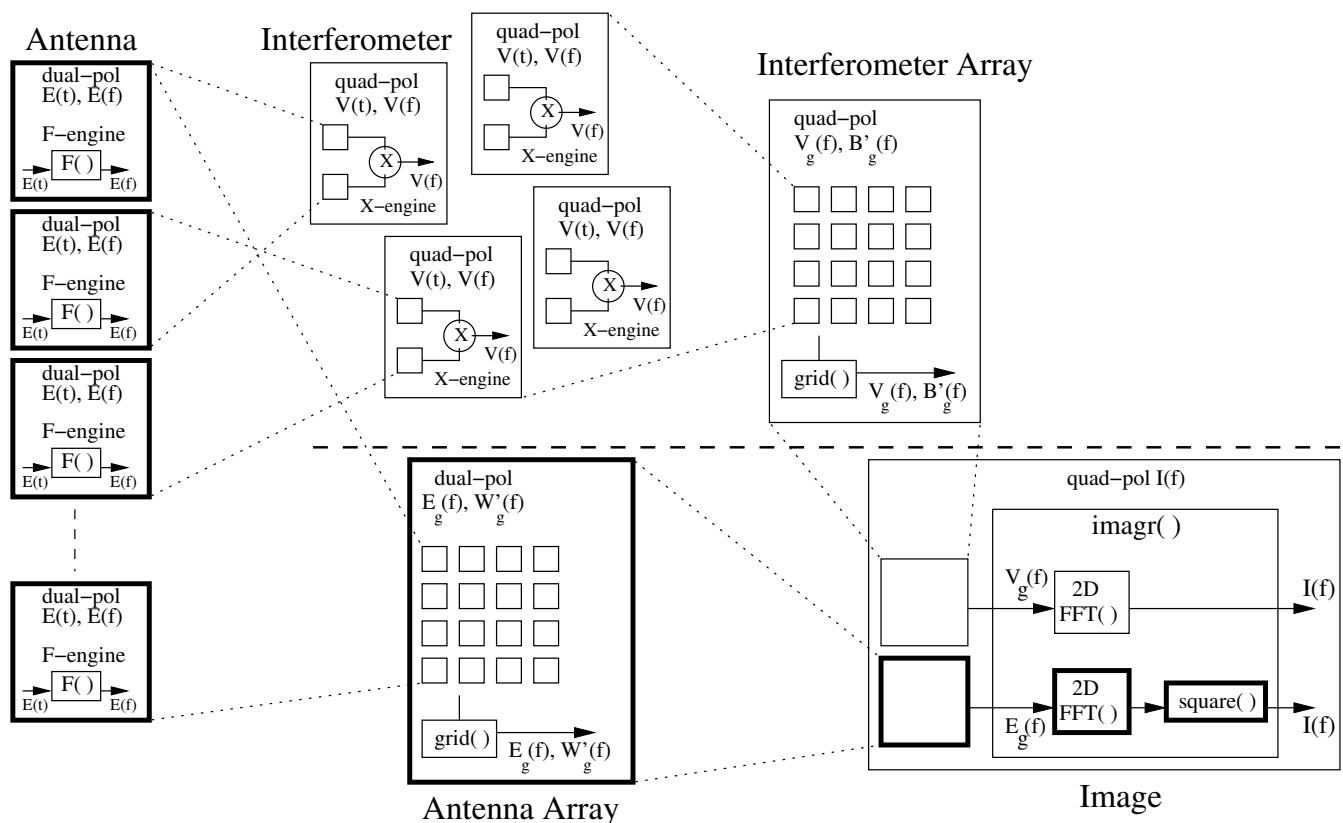 Antenna
dual-pol
E(t), E(f)
F-engine
F( )
E(t)
E(f)
dual-pol
E(t), E(f)
F-engine
F( )
E(t)
E(f)
dual-pol
E(t), E(f)
F-engine
F( )
E(t)
E(f)
dual-pol
E(t), E(f)
F-engine
F( )
E(t)
E(f)
Interferometer
quad-pol
V(t), V(f)
X
V(f)
X-engine
quad-pol
V(t), V(f)
X
V(f)
X-engine
quad-pol
V(t), V(f)
X
V(f)
X-engine
quad-pol
V(t), V(f)
X
V(f)
X-engine
Interferometer Array
quad-pol
V_g(f), B'_g(f)
grid( )
V_g(f), B'_g(f)
dual-pol
E_g(f), W'_g(f)
grid( )
E_g(f), W'_g(f)
Antenna Array
quad-pol I(f)
imagr( )
V_g(f)
2D
FFT( )
I(f)
E_g(f)
2D
FFT( )
square( )
I(f)
Image